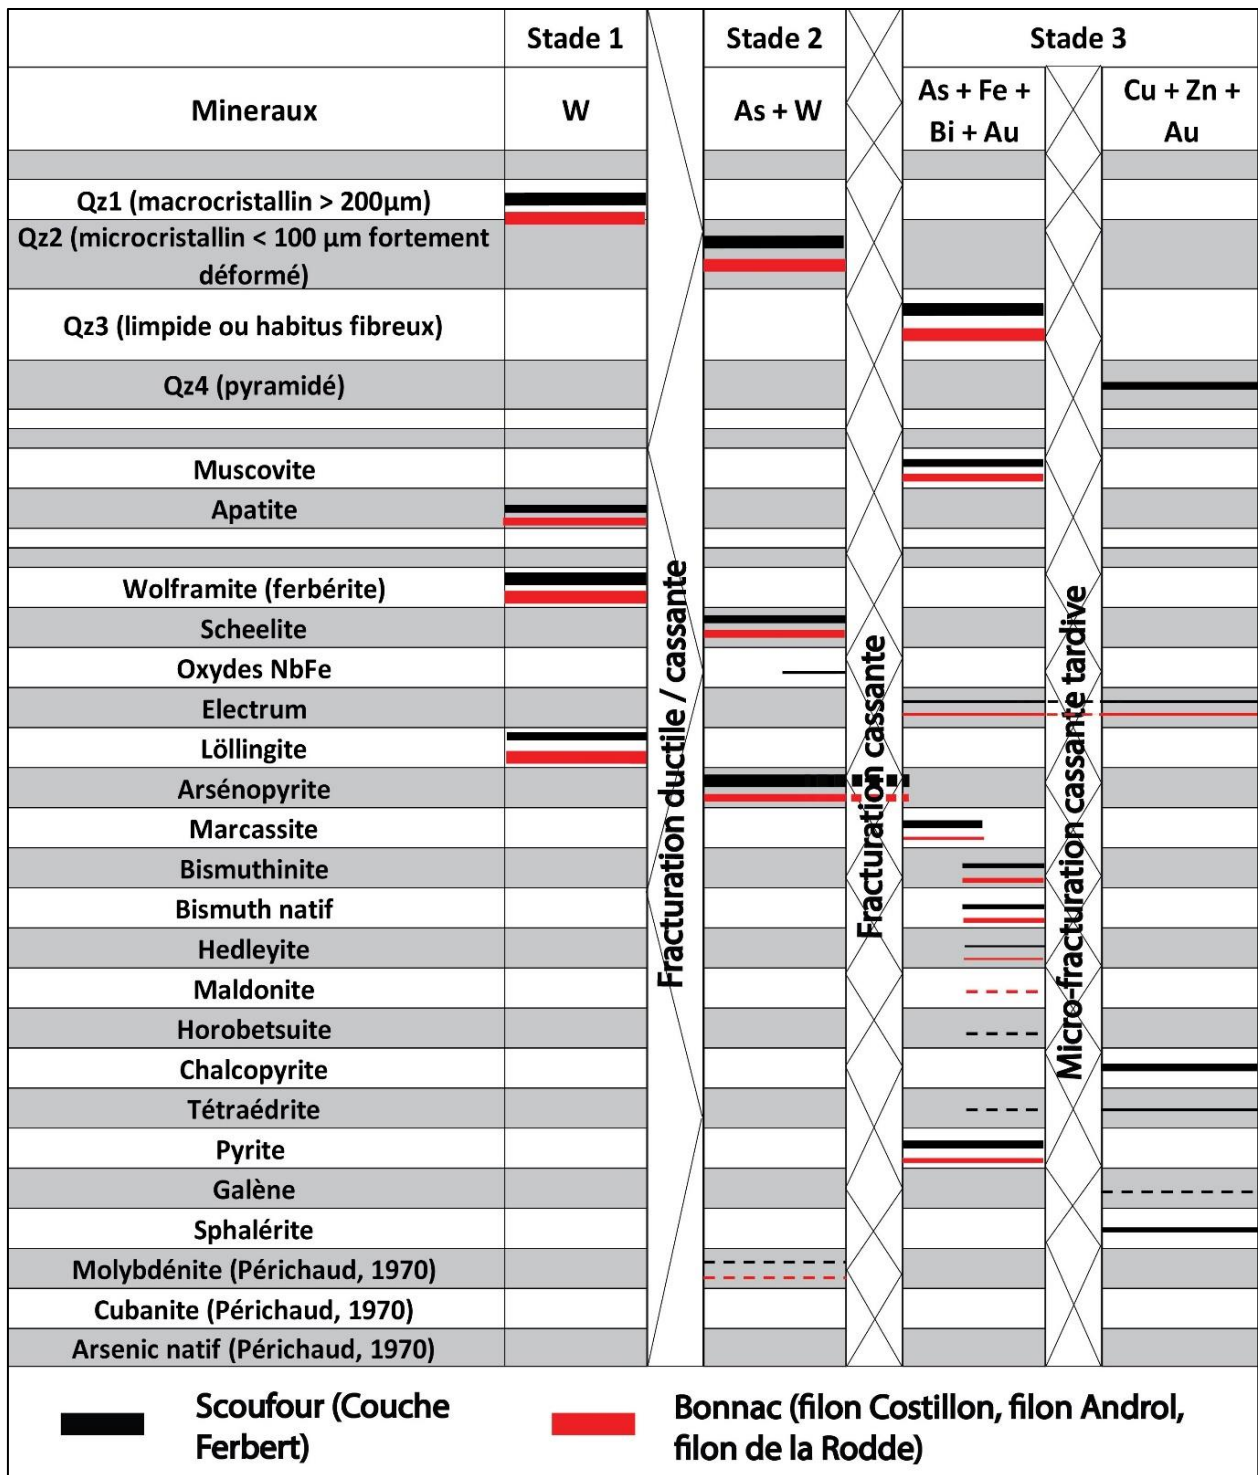 Stade 1
Stade 2
Stade 3
Mineraux
W
As + W
As + Fe +
Bi + Au
Cu + Zn +
Au
Qz1 (macrocristallin > 200µm)
Qz2 (microcristallin < 100 µm fortement
déformé)
Qz3 (limpide ou habitus fibreux)
Qz4 (pyramidé)
Muscovite
Apatite
Wolframite (ferbérite)
Scheelite
Oxydes NbFe
Electrum
Löllingite
Arsénopyrite
Marcassite
Bismuthinite
Bismuth natif
Hedleyite
Maldonite
Horobetsuite
Chalcopyrite
Tétraédrite
Pyrite
Galène
Sphalérite
Molybdénite (Périchaud, 1970)
Cubanite (Périchaud, 1970)
Arsenic natif (Périchaud, 1970)
Fracturation ductile / cassante
Fracturation cassante
Micro-fracturation cassante tardive
Scoufour (Couche
Ferbert)
Bonnac (filon Costillon, filon Androl,
filon de la Rodde)